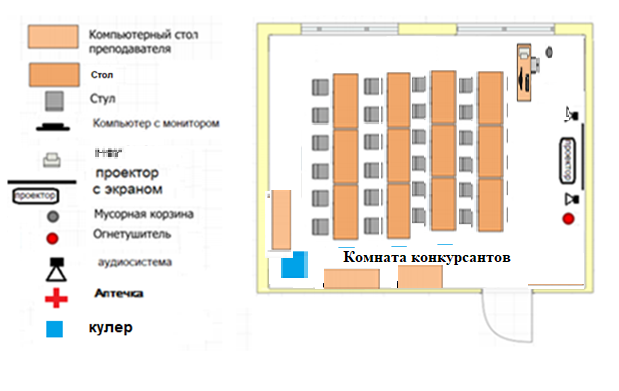 Компьютерный стол
преподавателя
Стол
Стул
Компьютер с монитором
проектор
с экраном
проектор
Мусорная корзина
Огнетушитель
аудиосистема
Аптечка
кулер
проектор
Комната конкурсантов